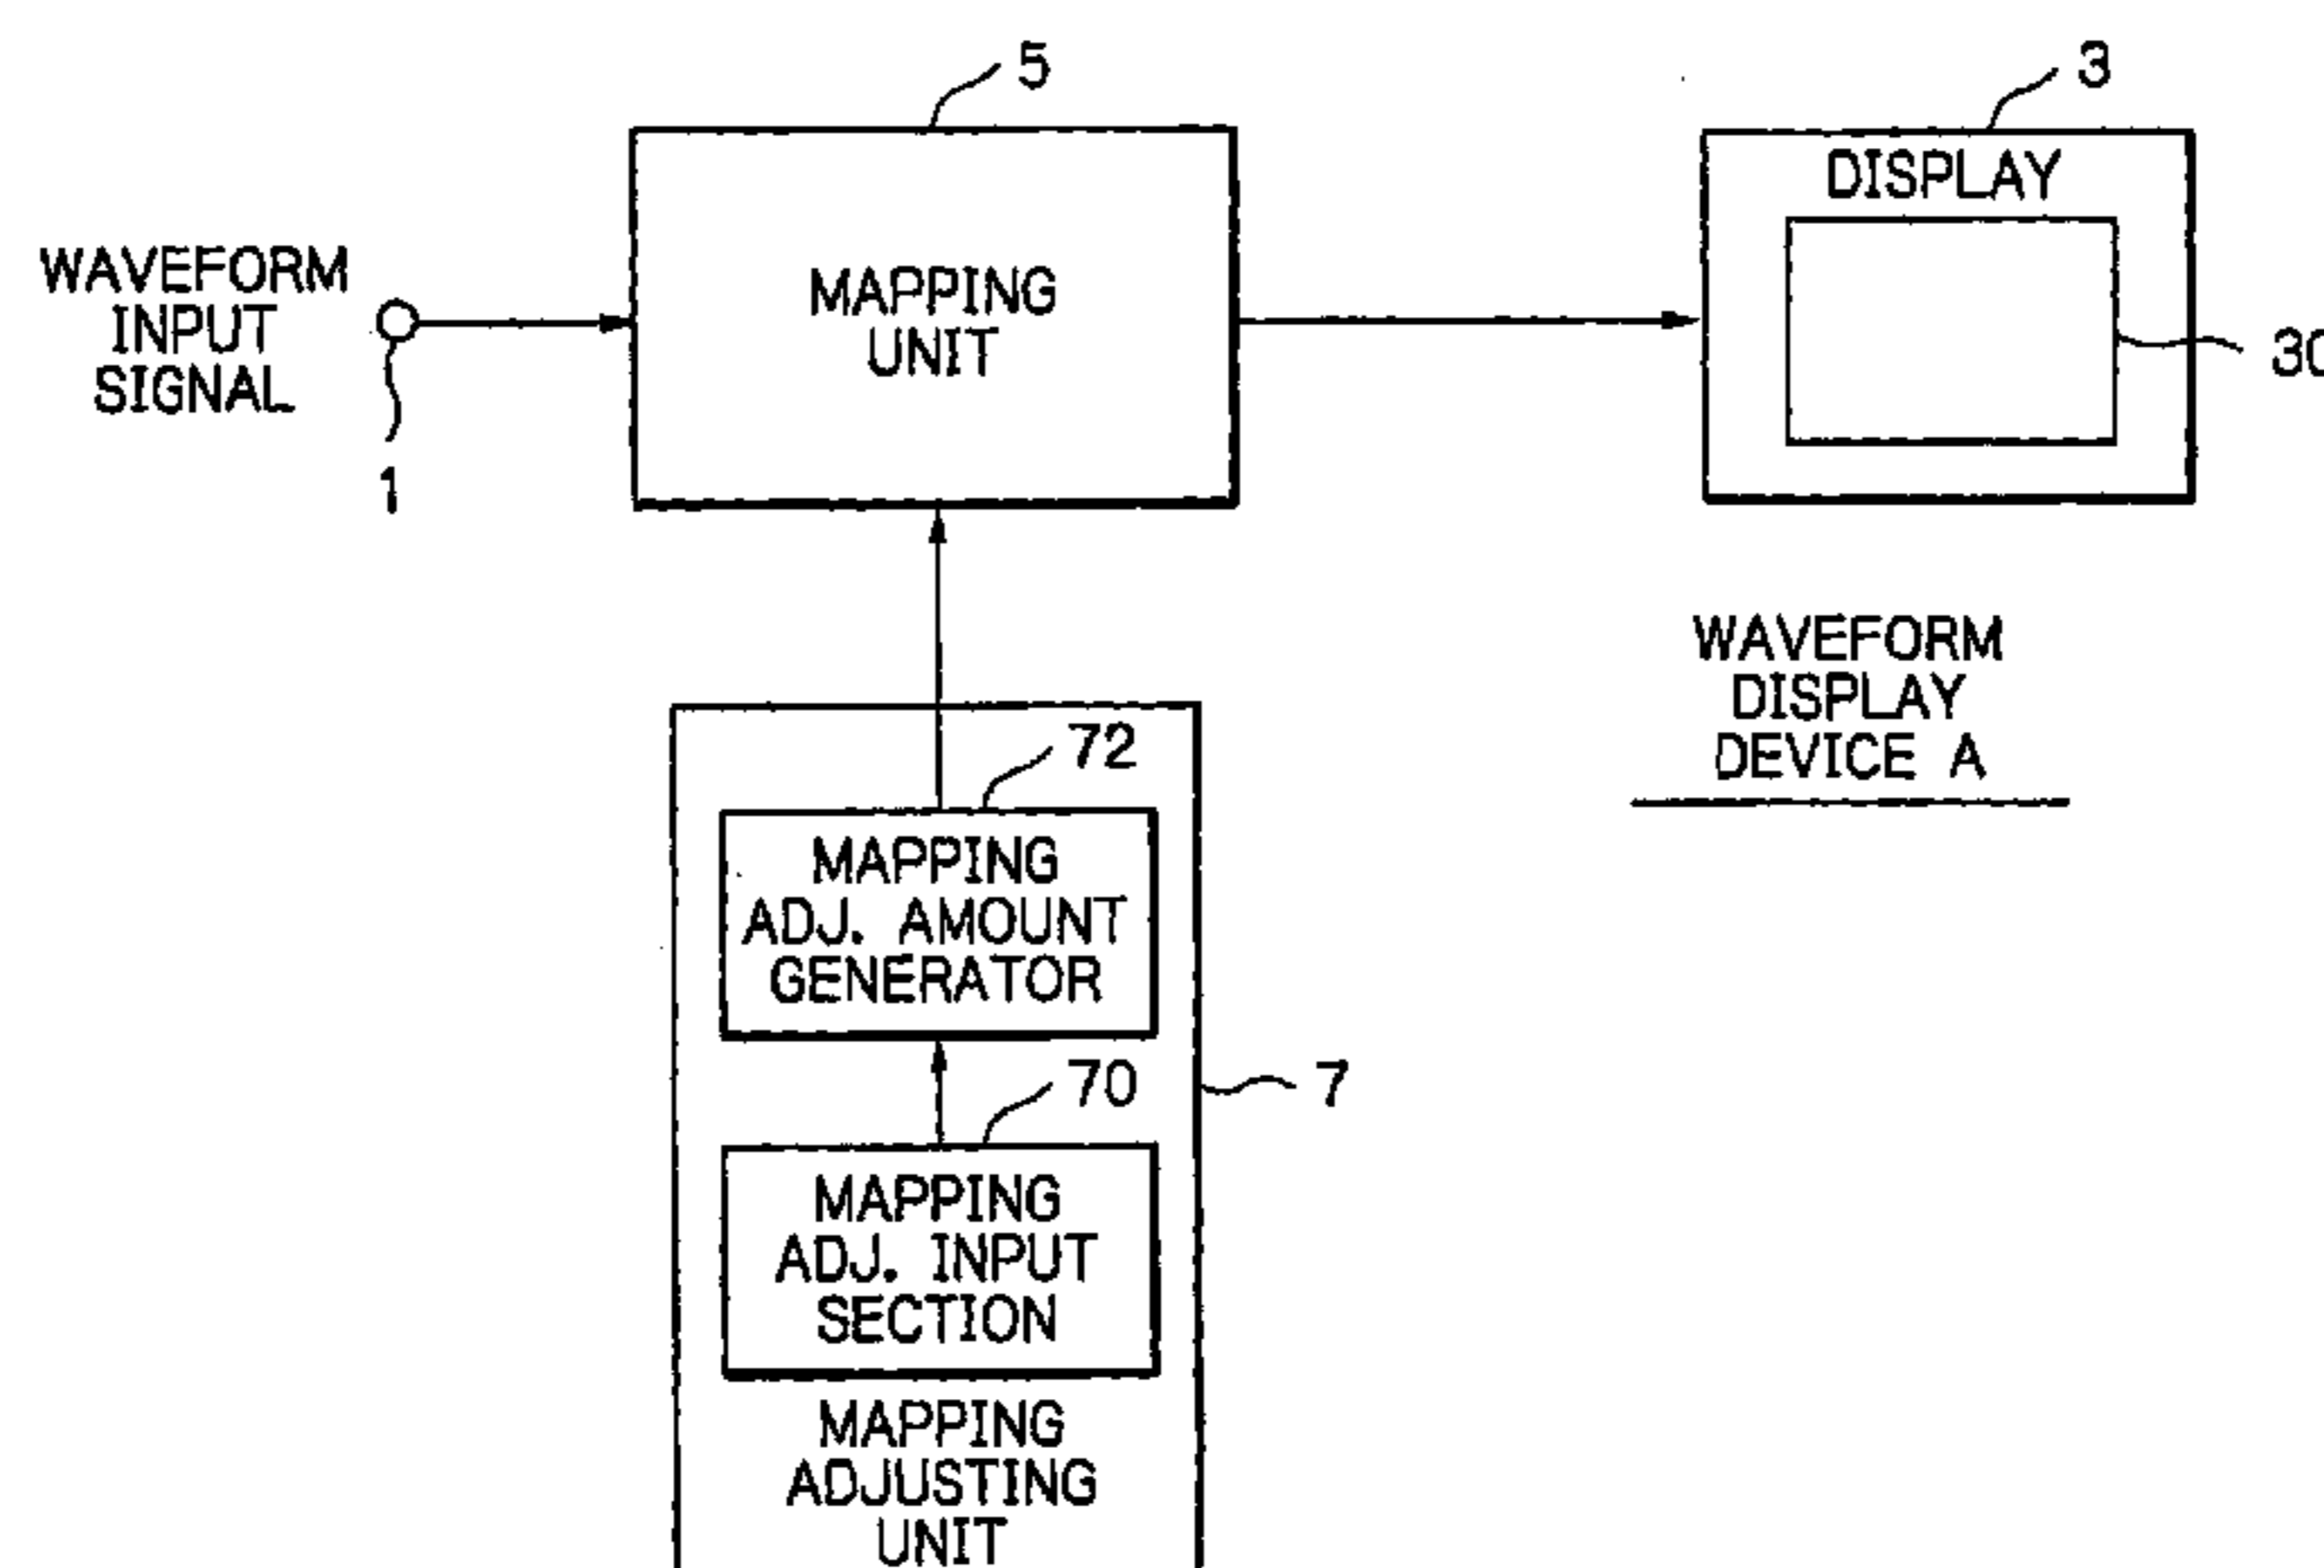 5
3
DISPLAY
WAVEFORM
INPUT
SIGNAL
MAPPING
UNIT
30
1
WAVEFORM
DISPLAY
DEVICE A
72
MAPPING
ADJ. AMOUNT
GENERATOR
70
7
MAPPING
ADJ. INPUT
SECTION
MAPPING
ADJUSTING
UNIT